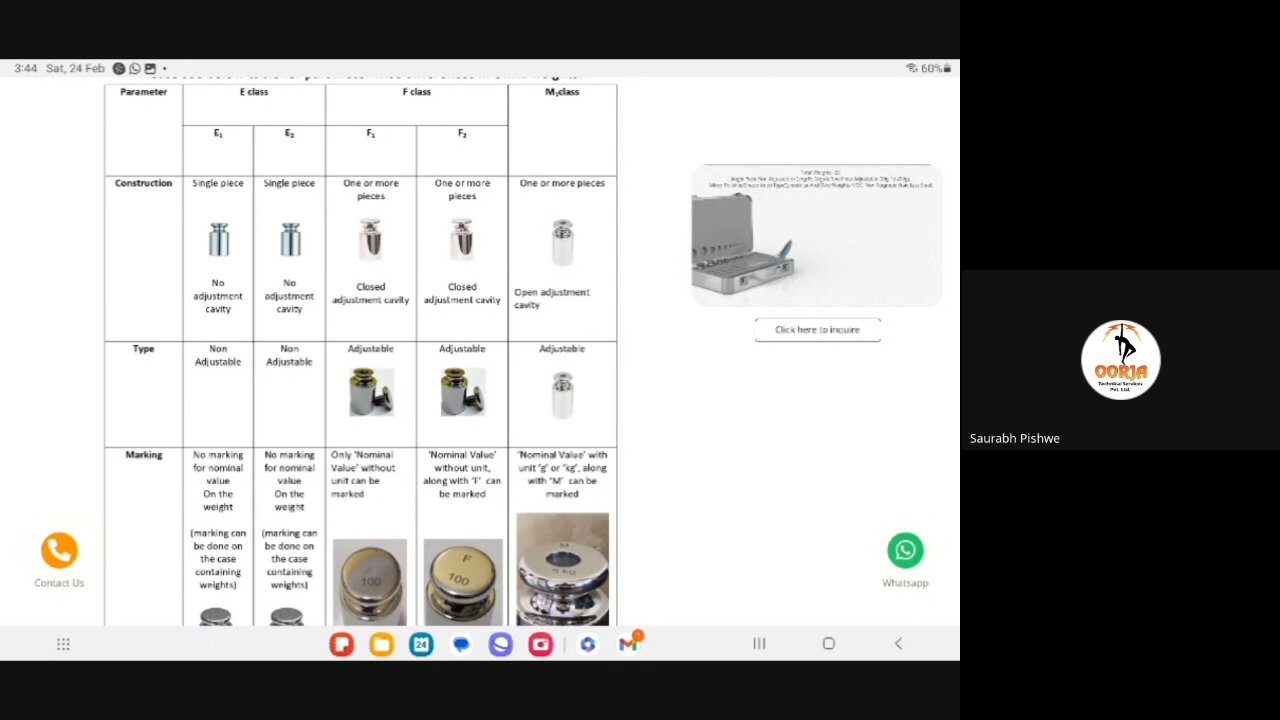 3:44 Sat, 24 Feb
60%
Parameter
E class
F class
M₁class
E₁
E₂
F₁
F₂
Construction
Single piece
No
adjustment
cavity
Single piece
No
adjustment
cavity
One or more
pieces
Closed
adjustment cavity
One or more
pieces
Closed
adjustment cavity
One or more pieces
Open adjustment
cavity
Type
Non
Adjustable
Non
Adjustable
Adjustable
Adjustable
Adjustable
Marking
No marking
for nominal
value
On the
weight
(marking can
be done on
the case
containing
weights)
No marking
for nominal
value
On the
weight
(marking can
be done on
the case
containing
weights)
Only 'Nominal
Value' without
unit can be
marked
100
'Nominal Value'
without unit,
along with 'F' can
be marked
F
100
'Nominal Value' with
unit 'g' or 'kg', along
with 'M' can be
marked
M
5 kg
Click here to inquire
Contact Us
Whatsapp
24
1
OORJA
Technical Services
Pvt. Ltd.
Saurabh Pishwe